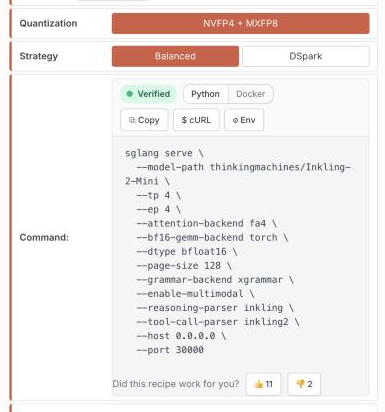 Quantization
NVFP4 + MXFP8
Strategy
Balanced
DSpark
Verified
Python
Docker
Copy
$ cURL
Env
Command:
sglang serve \
--model-path thinkingmachines/Inkling-
2-Mini \
--tp 4 \
--ep 4 \
--attention-backend fa4 \
--bf16-gemm-backend torch \
--dtype bfloat16 \
--page-size 128 \
--grammar-backend xgrammar \
--enable-multimodal \
--reasoning-parser inkling \
--tool-call-parser inkling2 \
--host 0.0.0.0 \
--port 30000
Did this recipe work for you?
👍 11
👎 2